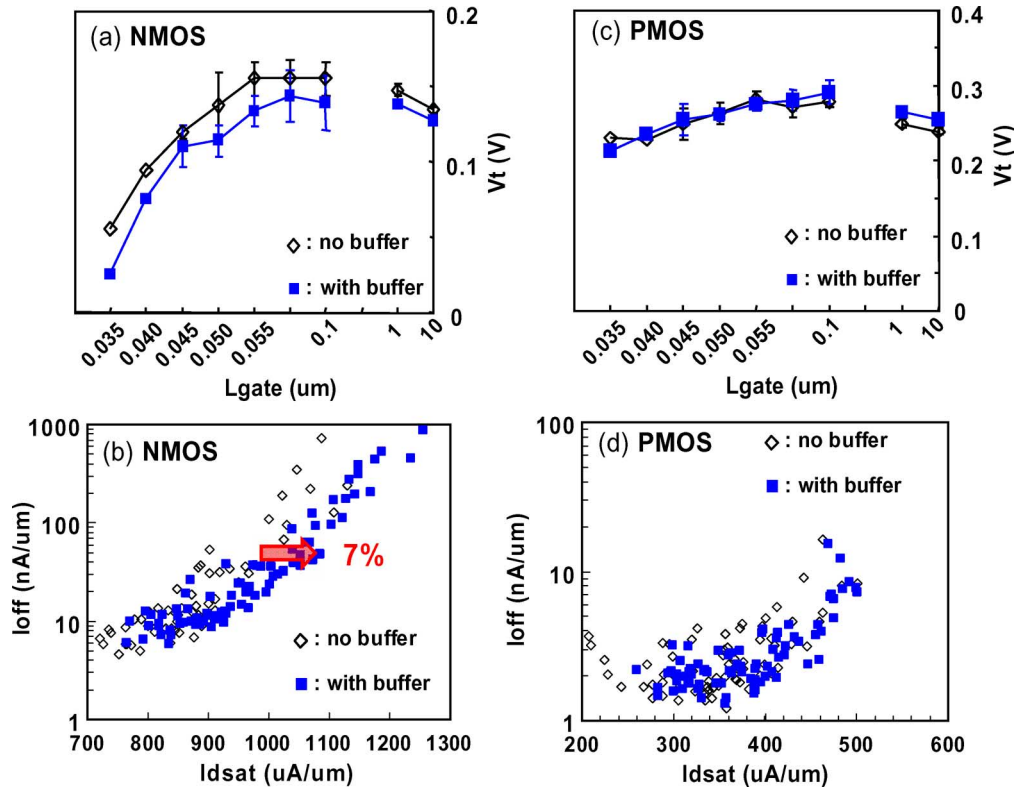 (a) NMOS
0.2
0.1
0
Vt (V)
◇ : no buffer
■ : with buffer
0.035
0.040
0.045
0.050
0.055
0.1
1
10
Lgate (um)
(c) PMOS
0.4
0.3
0.2
0.1
0
Vt (V)
◇ : no buffer
■ : with buffer
0.035
0.040
0.045
0.050
0.055
0.1
1
10
Lgate (um)
(b) NMOS
1000
100
10
1
Ioff (nA/um)
7%
◇ : no buffer
■ : with buffer
700
800
900
1000
1100
1200
1300
Idsat (uA/um)
(d) PMOS
100
10
1
Ioff (nA/um)
◇ : no buffer
■ : with buffer
200
300
400
500
600
Idsat (uA/um)